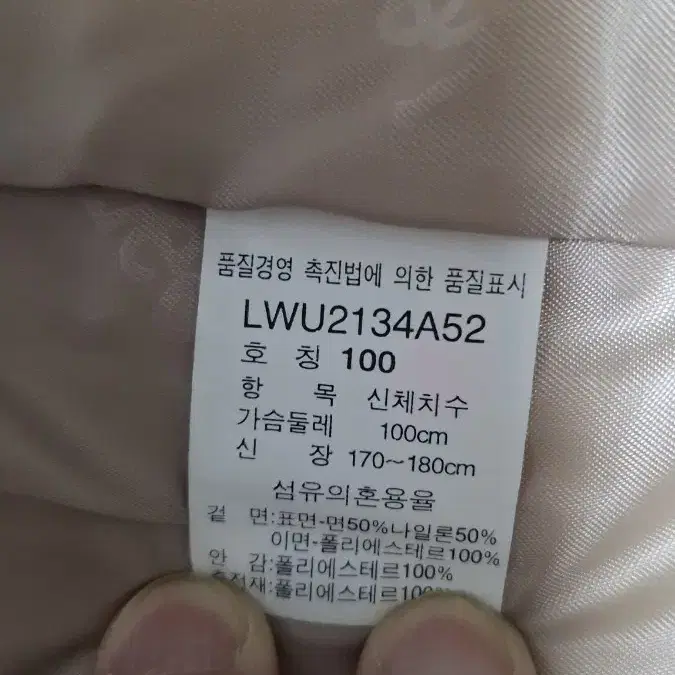 품질경영 촉진법에 의한 품질표시
LWU2134A52
호 칭 100
항 목 신체치수
가슴둘레 100cm
신 장 170~180cm
섬유의혼용율
겉 면:표면-면50%나일론50%
이면-폴리에스테르100%
안 감:폴리에스테르100%
충전재:폴리에스테르100%